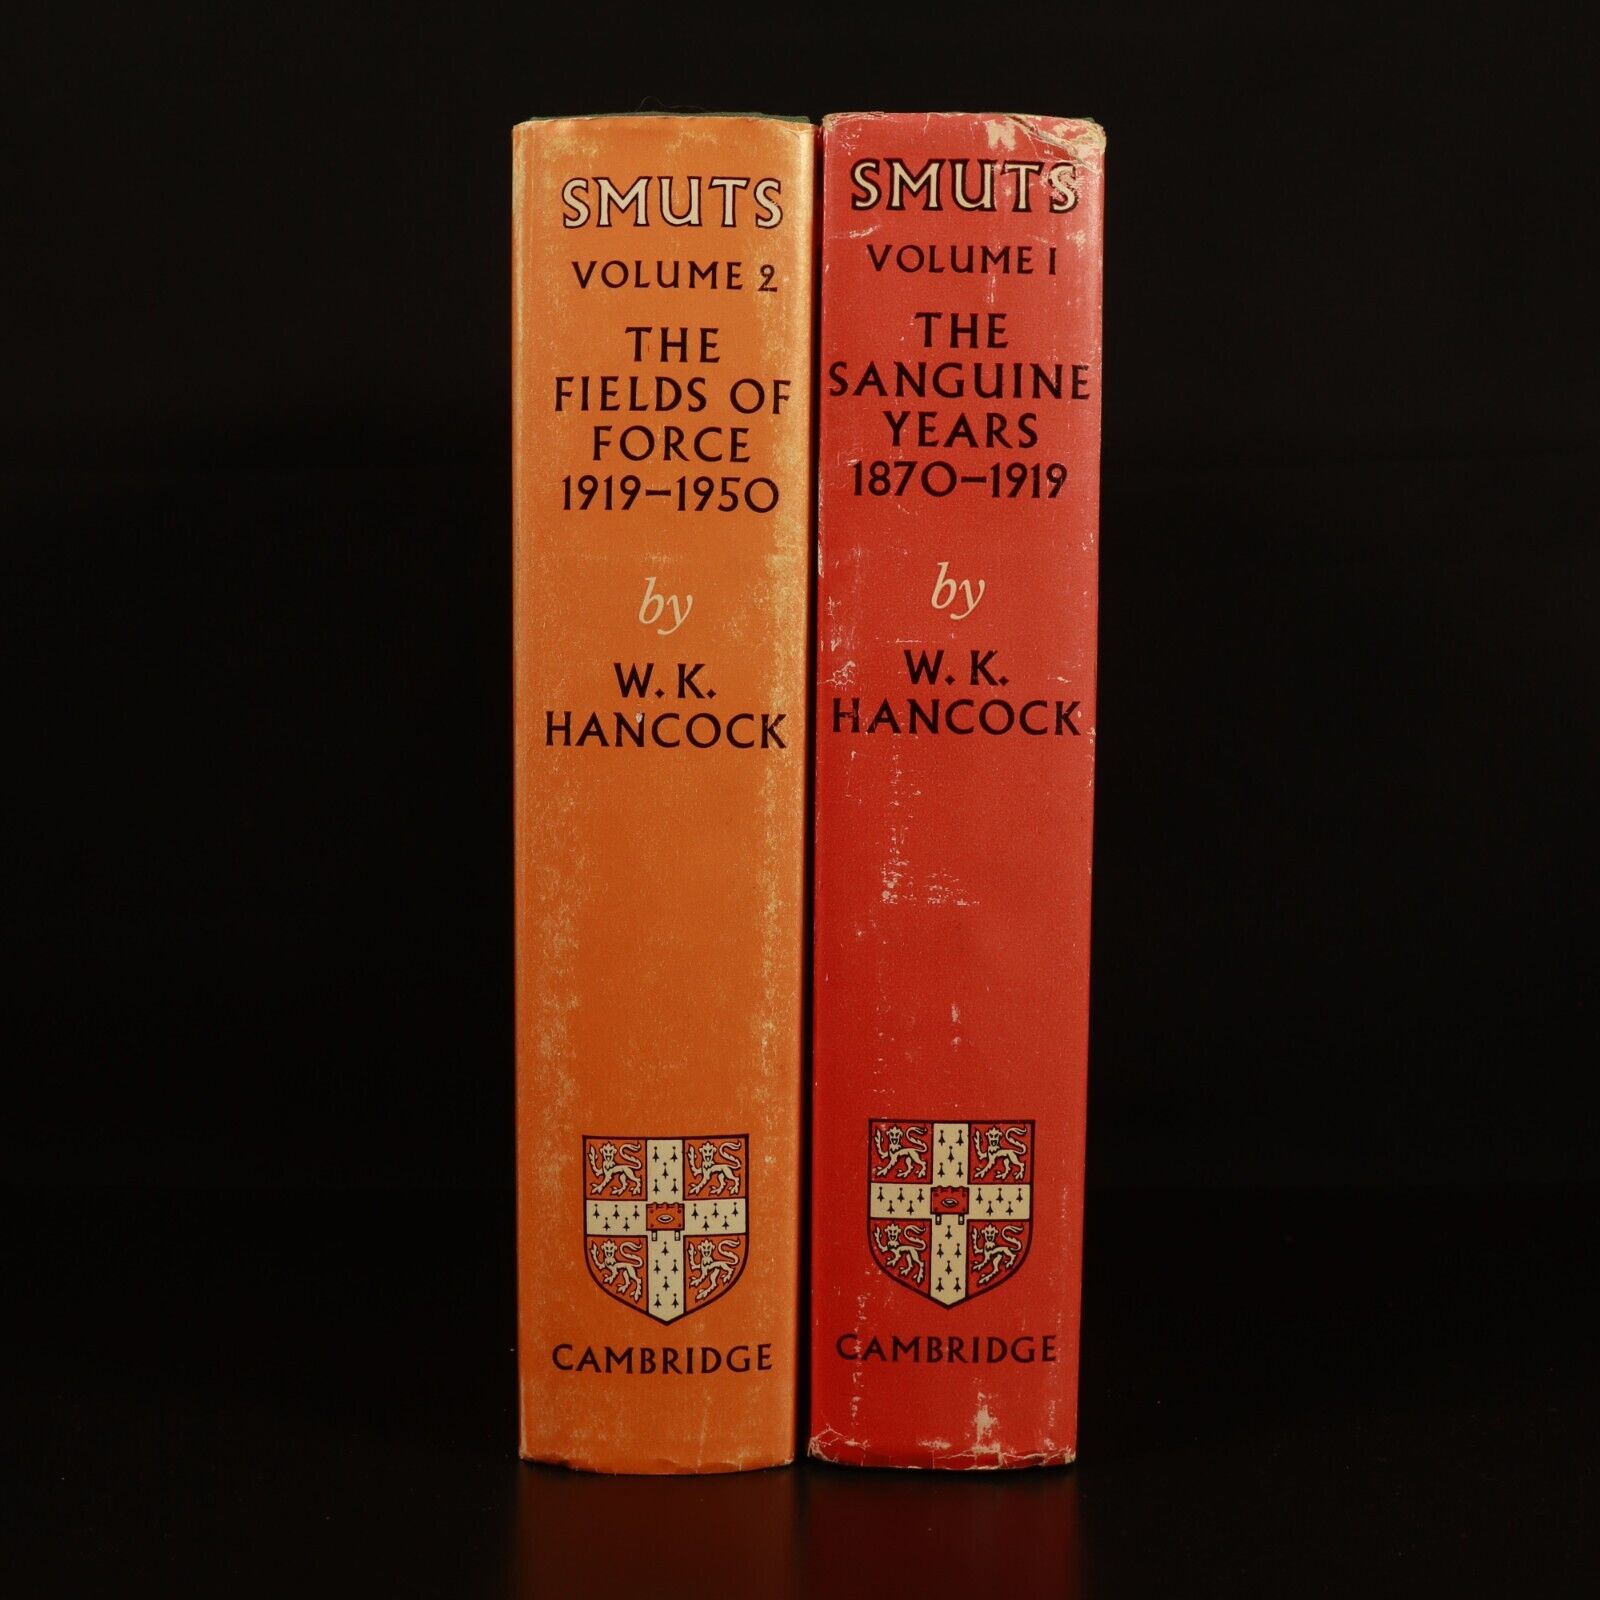 SMUTS
VOLUME 2
THE
FIELDS OF
FORCE
1919–1950
by
W. K.
HANCOCK
CAMBRIDGE
SMUTS
VOLUME I
THE
SANGUINE
YEARS
1870–1919
by
W. K.
HANCOCK
CAMBRIDGE